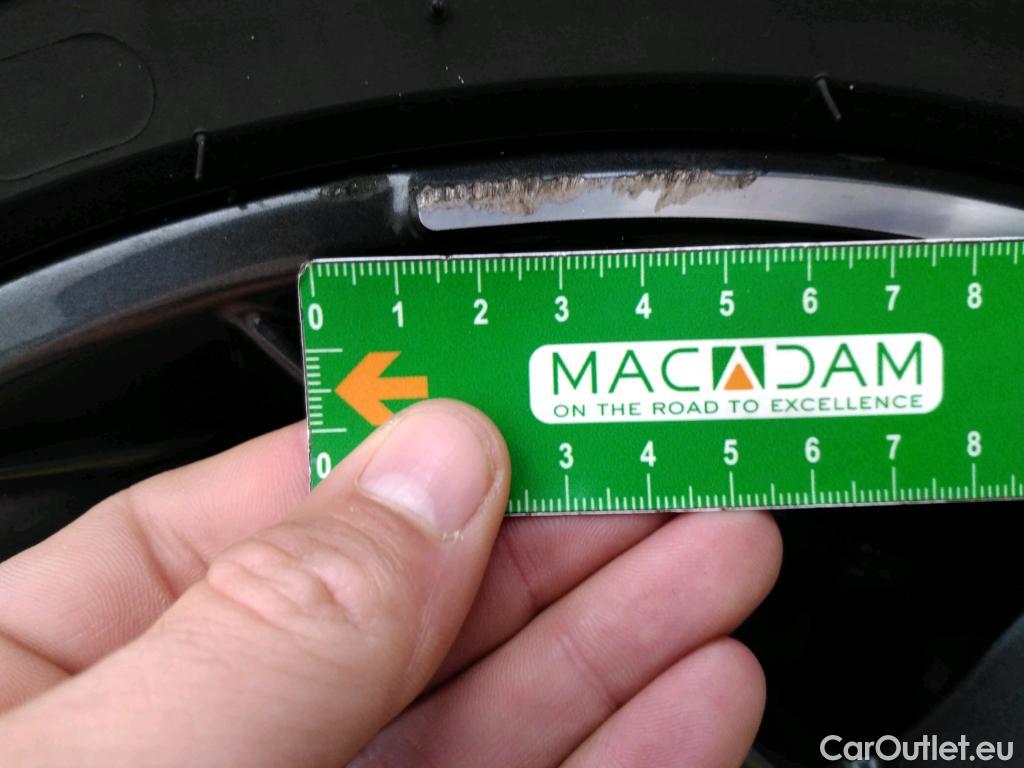 0 1 2 3 4 5 6 7 8
MACADAM
ON THE ROAD TO EXCELLENCE
0 3 4 5 6 7 8
CarOutlet.eu